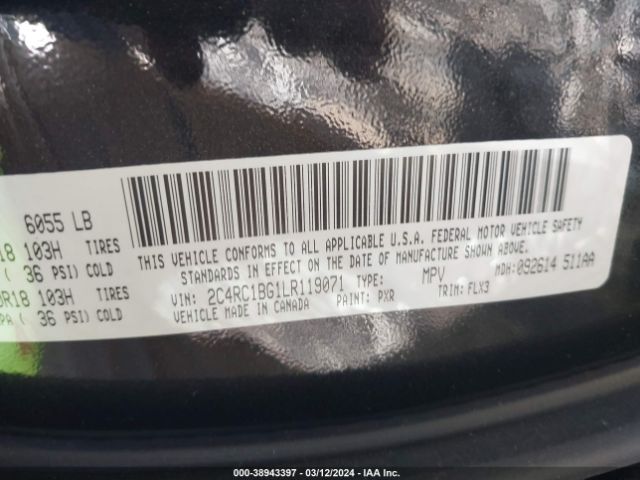 6055 LB
R18 103H TIRES
( 36 PSI) COLD
R18 103H TIRES
PA ( 36 PSI) COLD
THIS VEHICLE CONFORMS TO ALL APPLICABLE U.S.A. FEDERAL MOTOR VEHICLE SAFETY
STANDARDS IN EFFECT ON THE DATE OF MANUFACTURE SHOWN ABOVE.
VIN: 2C4RC1BG1LR119071 TYPE: MPV MDH: 092614 511AA
VEHICLE MADE IN CANADA PAINT: PXR TRIM: FLX3
000-38943397 - 03/12/2024 - IAA Inc.